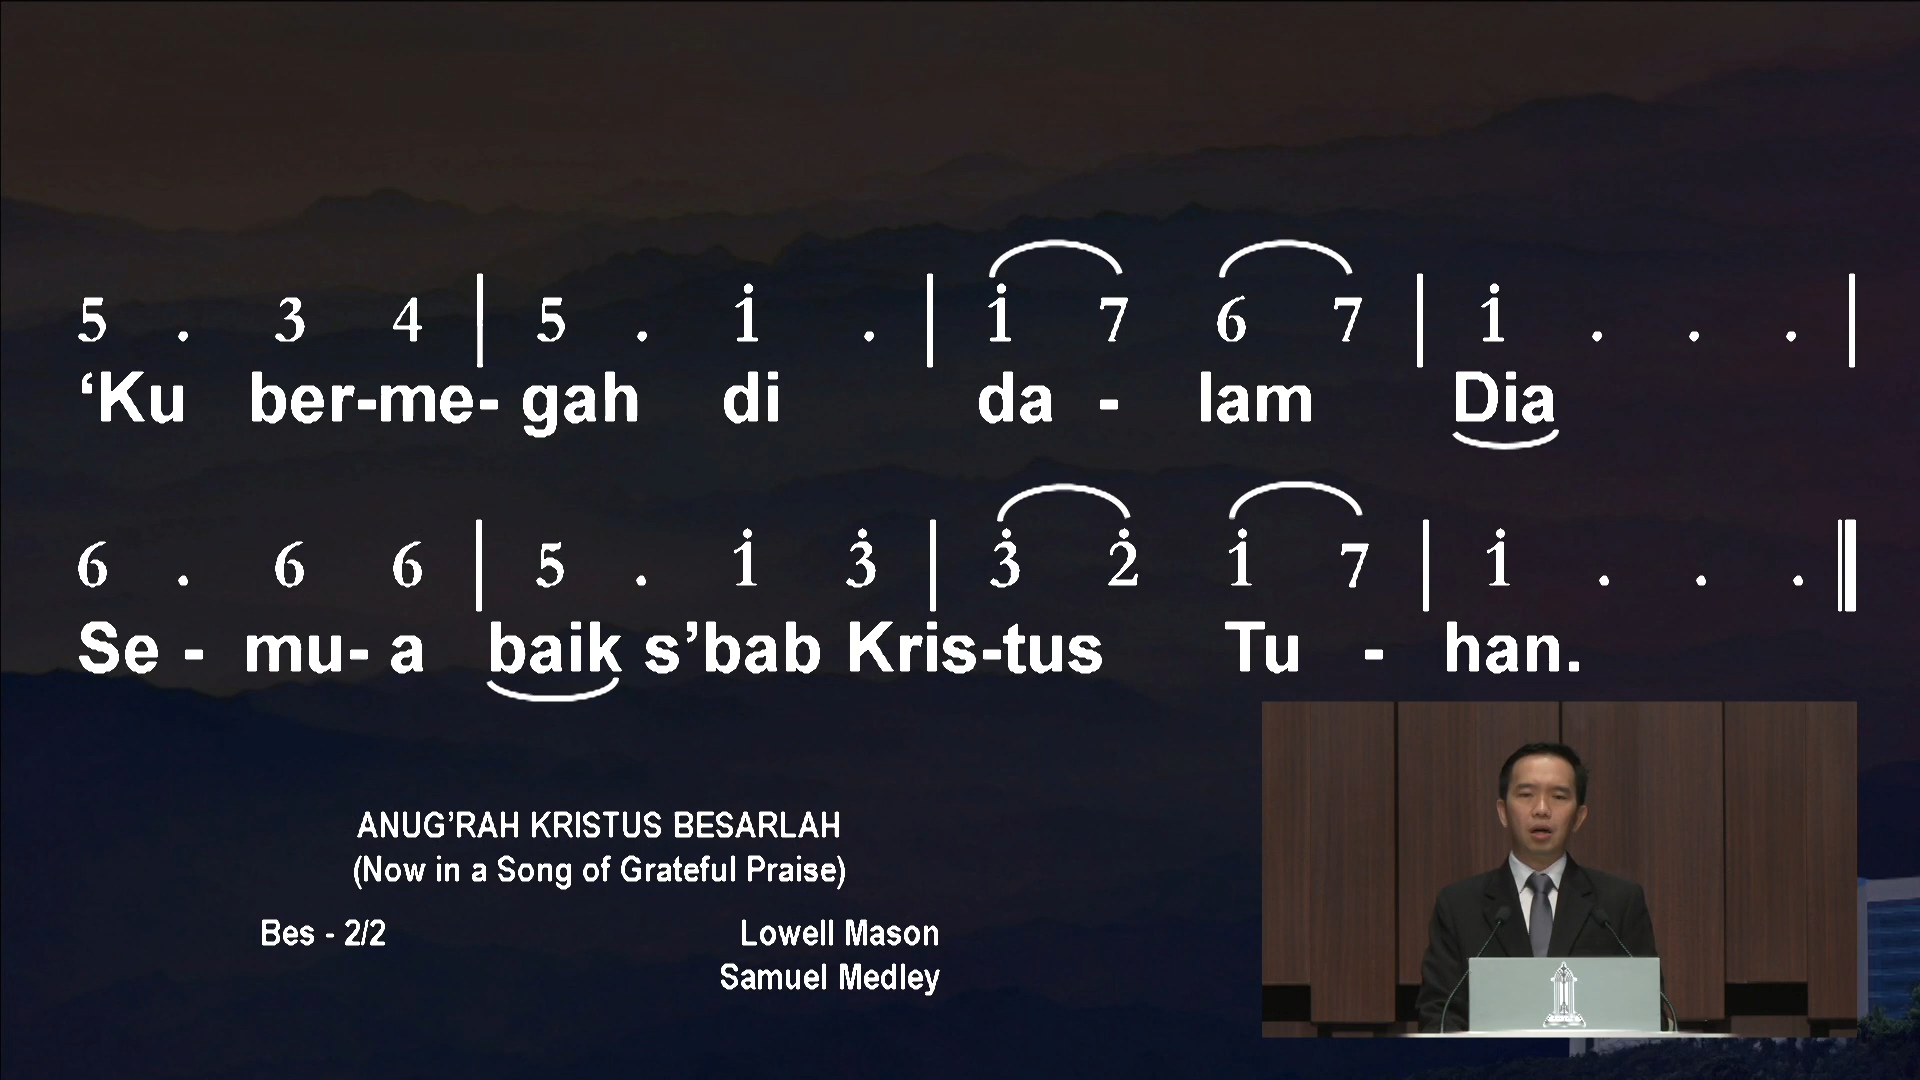 5 . 3 4 | 5 . i . | i 7 6 7 | i . . . |
‘Ku ber-me- gah di da - lam Dia
6 . 6 6 | 5 . i 3̇ | 3̇ 2̇ i 7 | i . . . ||
Se - mu- a baik s’bab Kris-tus Tu - han.
ANUG’RAH KRISTUS BESARLAH
(Now in a Song of Grateful Praise)
Bes - 2/2 Lowell Mason
Samuel Medley